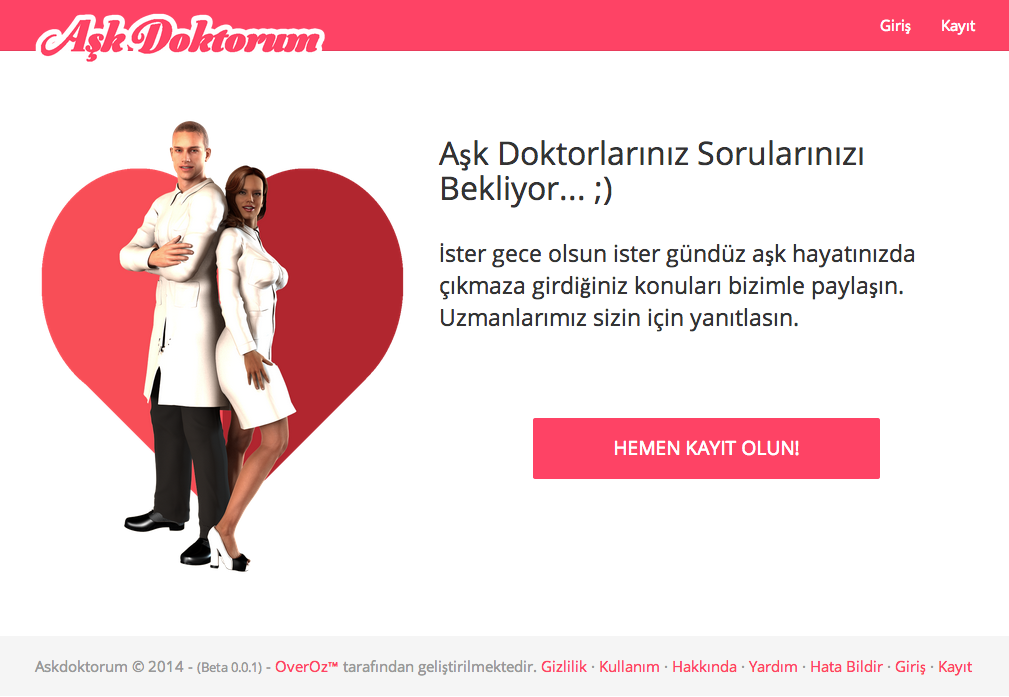 Aşk Doktorum
Giriş Kayıt
Aşk Doktorlarınız Sorularınızı
Bekliyor... ;)
İster gece olsun ister gündüz aşk hayatınızda
çıkmaza girdiğiniz konuları bizimle paylaşın.
Uzmanlarımız sizin için yanıtlasın.
HEMEN KAYIT OLUN!
Askdoktorum © 2014 - (Beta 0.0.1) - OverOz™ tarafından geliştirilmektedir. Gizlilik · Kullanım · Hakkında · Yardım · Hata Bildir · Giriş · Kayıt